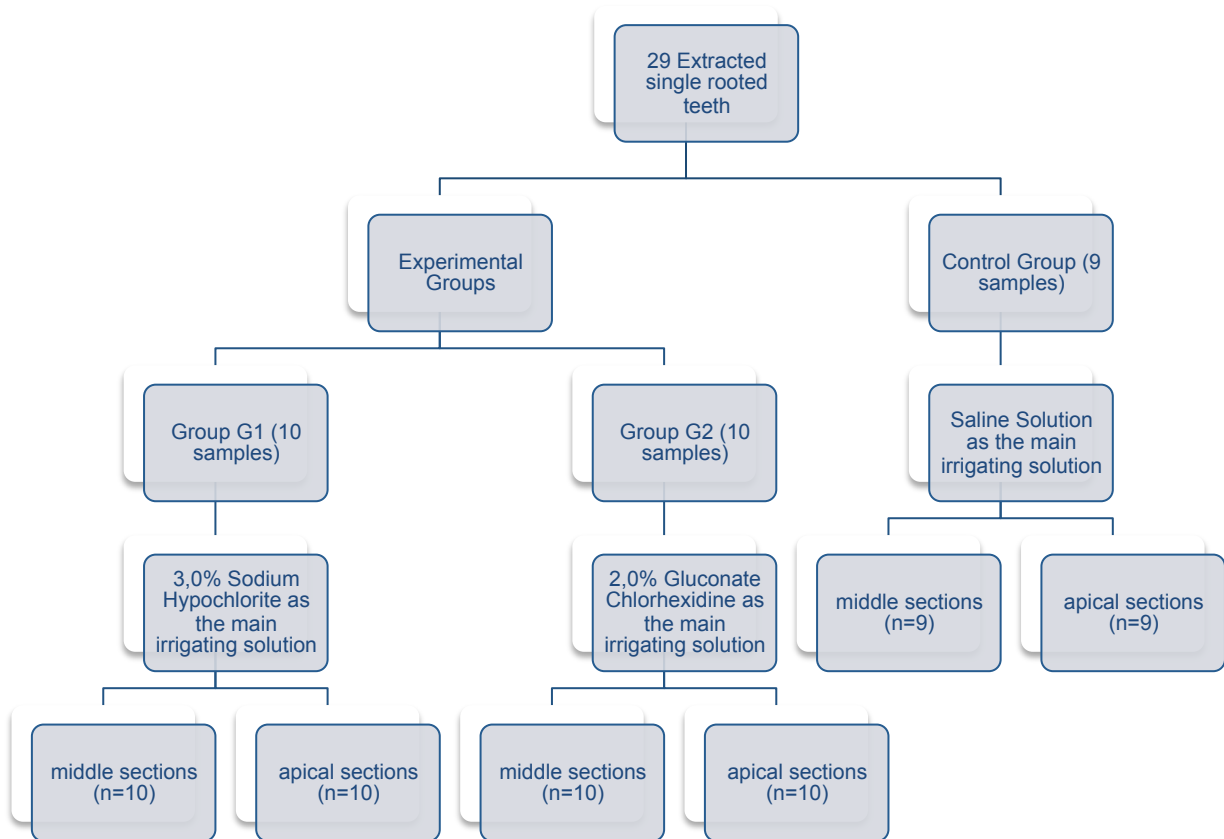 29 Extracted
single rooted
teeth
Experimental
Groups
Control Group (9
samples)
Group G1 (10
samples)
Group G2 (10
samples)
Saline Solution
as the main
irrigating solution
3,0% Sodium
Hypochlorite as
the main
irrigating solution
2,0% Gluconate
Chlorhexidine as
the main
irrigating solution
middle sections
(n=9)
apical sections
(n=9)
middle sections
(n=10)
apical sections
(n=10)
middle sections
(n=10)
apical sections
(n=10)